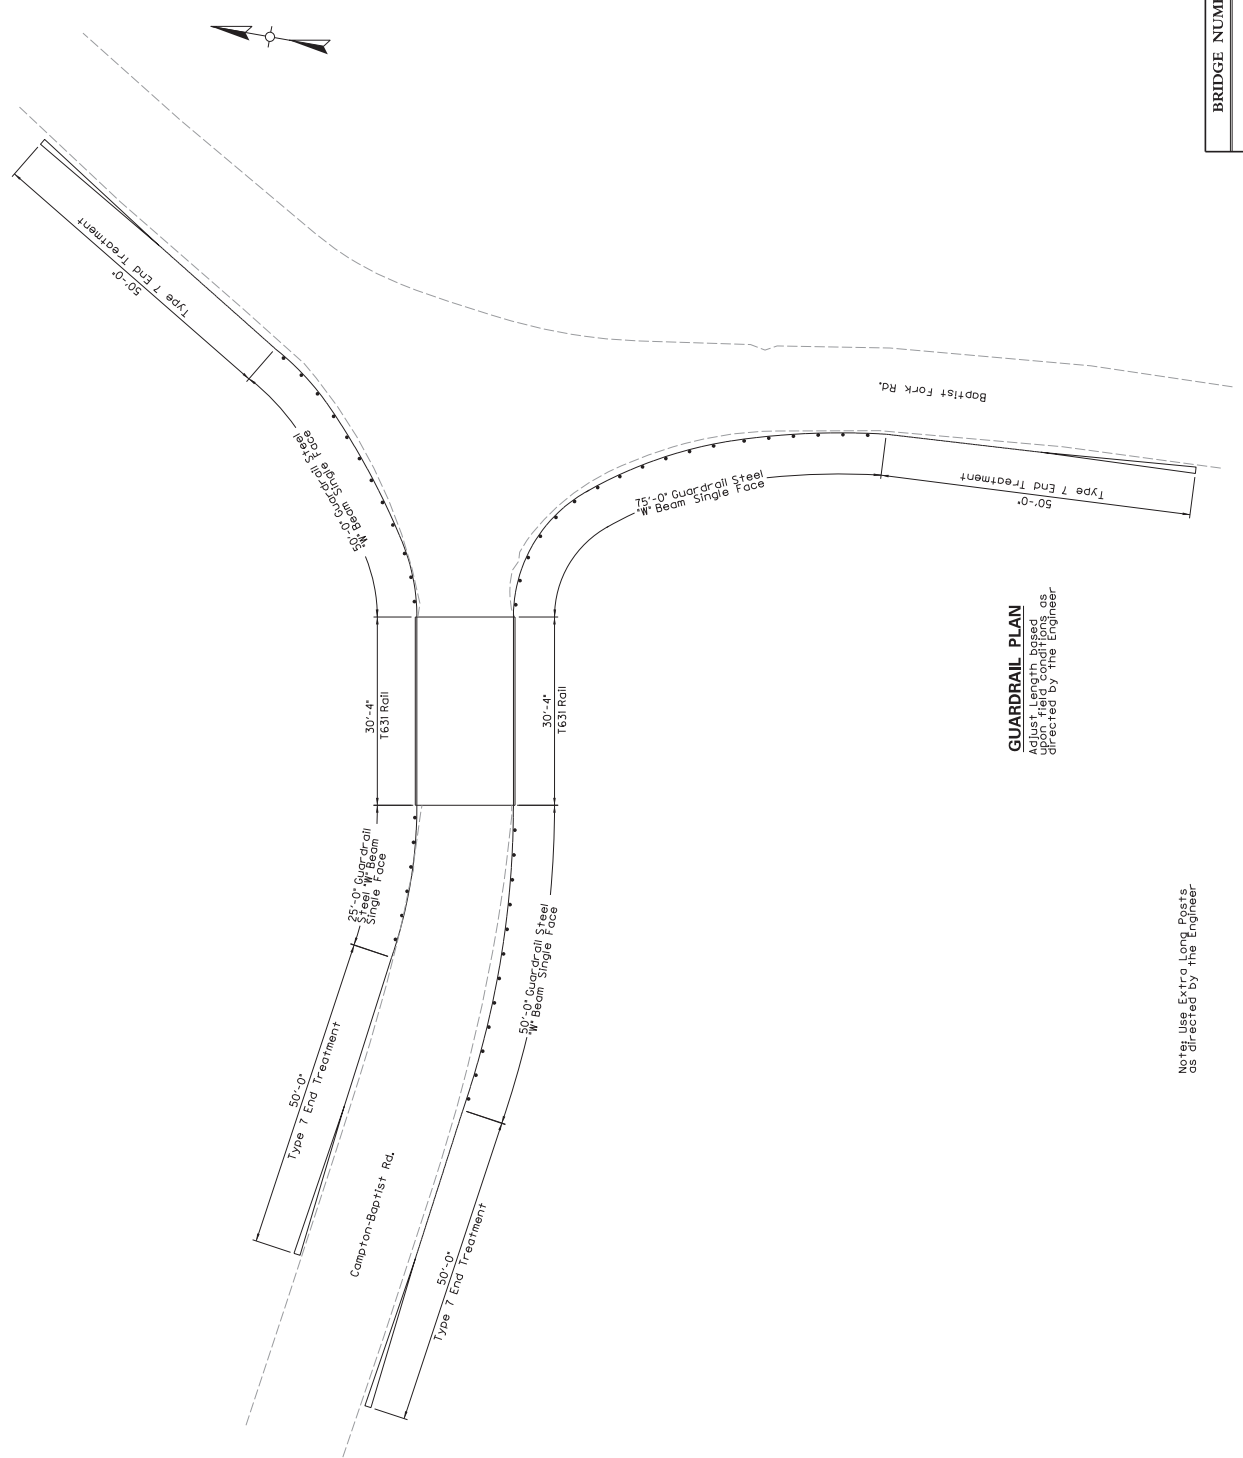 BRIDGE NUM
Type 7 End Treatment
50'-0"
50'-0" Guardrail Steel
"W" Beam Single Face
Baptist Fork Rd.
75'-0" Guardrail Steel
"W" Beam Single Face
Type 7 End Treatment
50'-0"
30'-4"
T631 Rail
30'-4"
T631 Rail
GUARDRAIL PLAN
Adjust Length based
upon field conditions as
directed by the Engineer
25'-0" Guardrail
Steel "W" Beam
Single Face
50'-0" Guardrail Steel
"W" Beam Single Face
50'-0"
Type 7 End Treatment
Campton-Baptist Rd.
50'-0"
Type 7 End Treatment
Note: Use Extra Long Posts
as directed by the Engineer